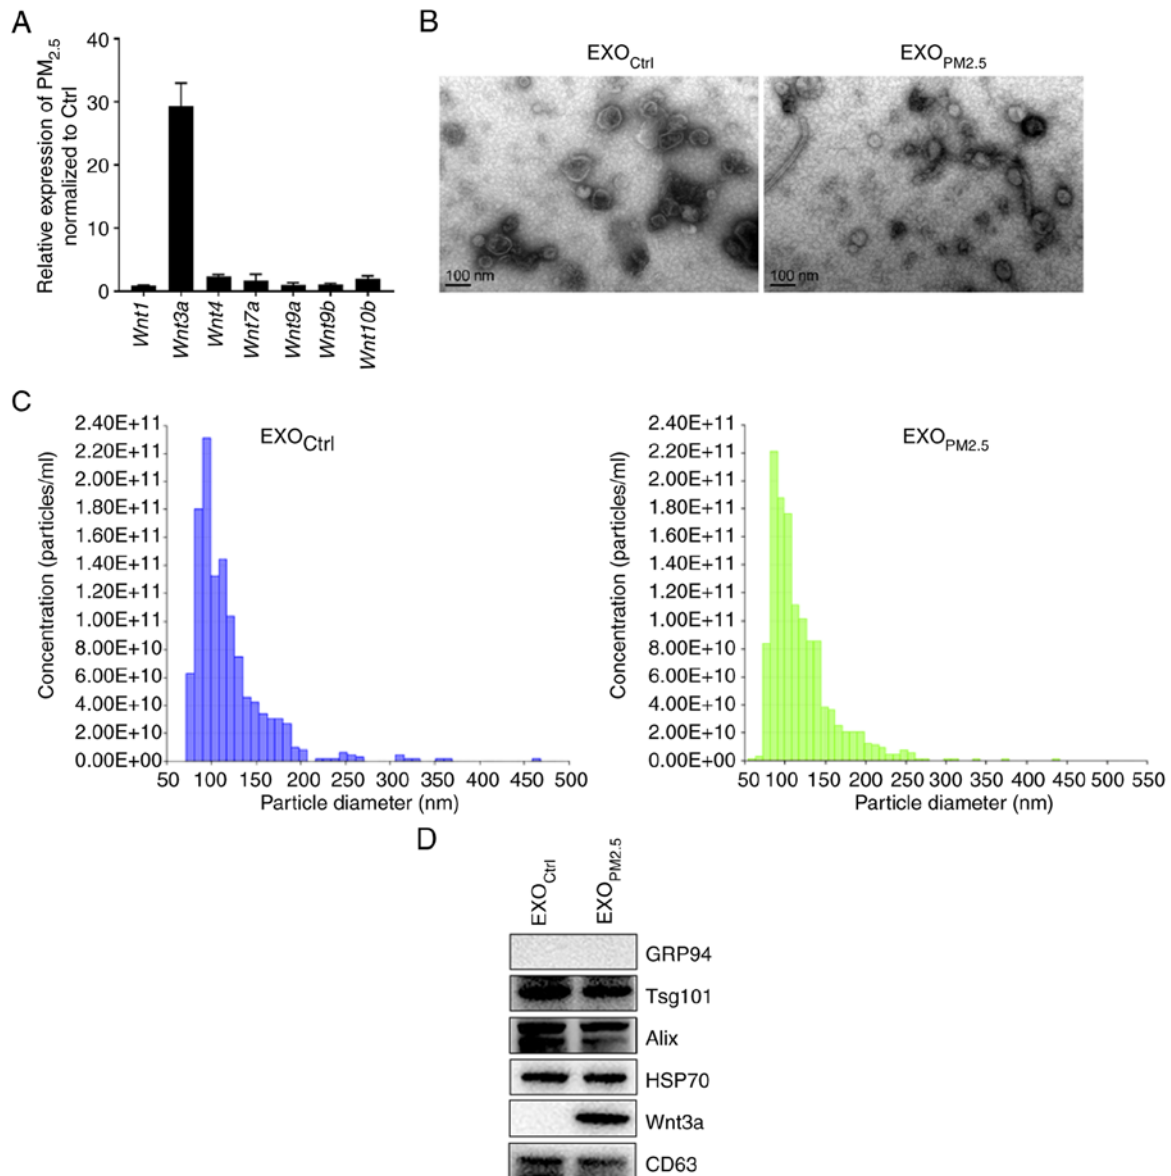 A
Relative expression of PM2.5
normalized to Ctrl
40
30
20
10
0
Wnt1
Wnt3a
Wnt4
Wnt7a
Wnt9a
Wnt9b
Wnt10b
B
EXOCtrl
EXOPM2.5
100 nm
100 nm
C
EXOCtrl
Concentration (particles/ml)
2.40E+11
2.20E+11
2.00E+11
1.80E+11
1.60E+11
1.40E+11
1.20E+11
1.00E+11
8.00E+10
6.00E+10
4.00E+10
2.00E+10
0.00E+00
50 100 150 200 250 300 350 400 450 500
Particle diameter (nm)
EXOPM2.5
Concentration (particles/ml)
2.40E+11
2.20E+11
2.00E+11
1.80E+11
1.60E+11
1.40E+11
1.20E+11
1.00E+11
8.00E+10
6.00E+10
4.00E+10
2.00E+10
0.00E+00
50 100 150 200 250 300 350 400 450 500 550
Particle diameter (nm)
D
EXOCtrl
EXOPM2.5
GRP94
Tsg101
Alix
HSP70
Wnt3a
CD63